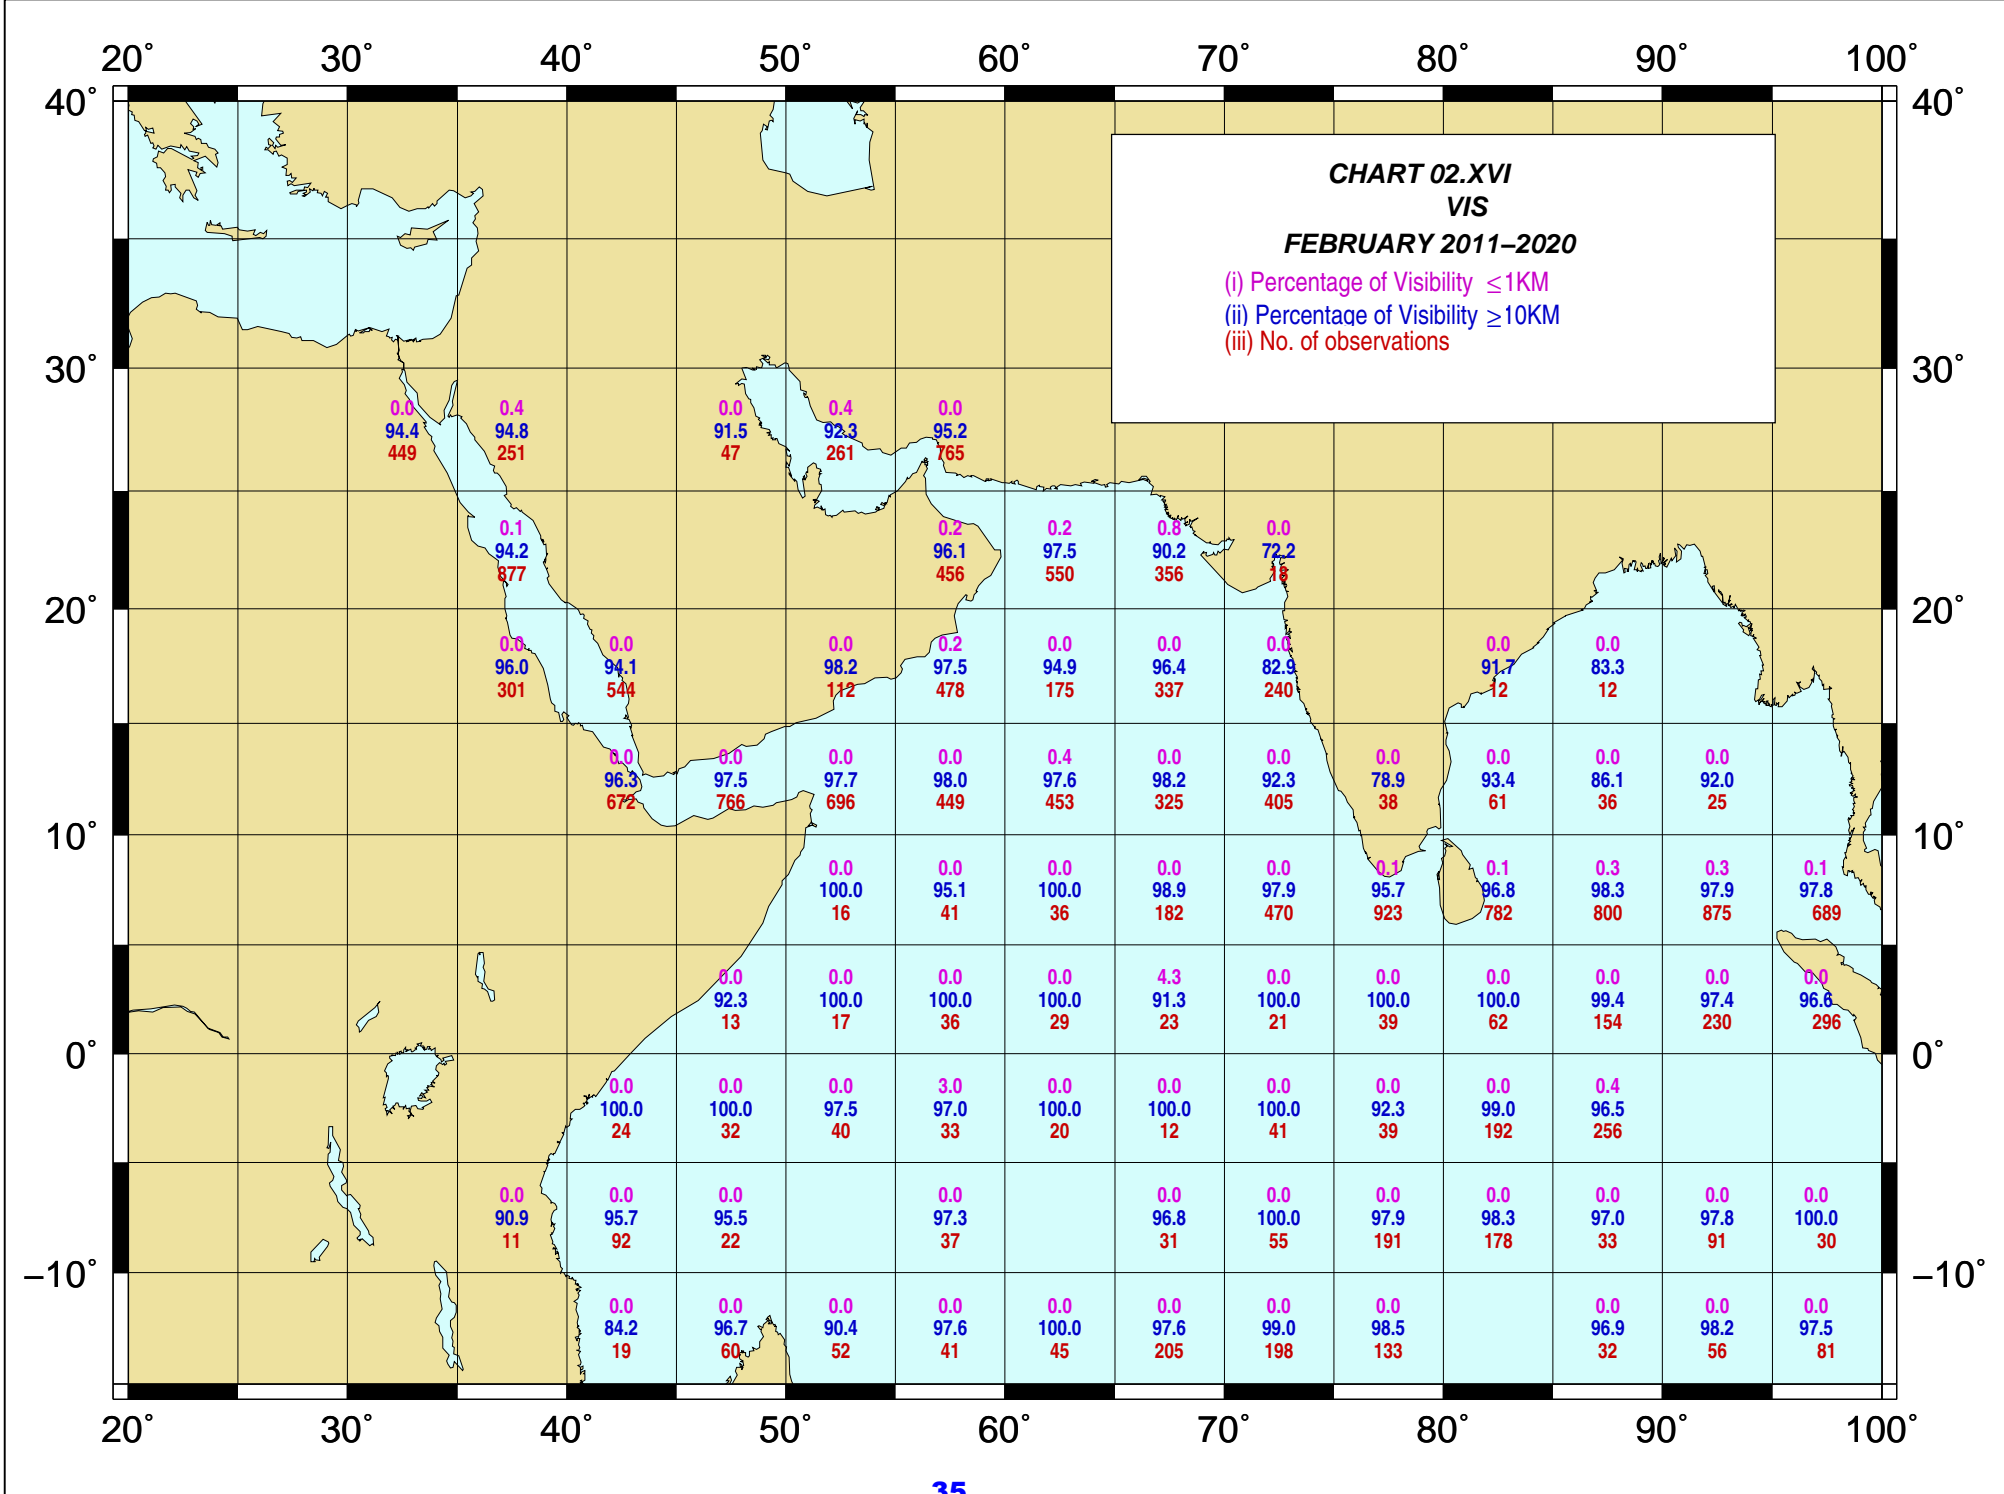 20° 30° 40° 50° 60° 70° 80° 90° 100°
40° 40°
CHART 02.XVI
VIS
FEBRUARY 2011–2020
(i) Percentage of Visibility ≤1KM
(ii) Percentage of Visibility ≥10KM
(iii) No. of observations
30° 30°
0.0 0.4 0.0 0.4 0.0
94.4 94.8 91.5 92.3 95.2
449 251 47 261 765
0.1 0.2 0.2 0.8 0.0
94.2 96.1 97.5 90.2 72.2
877 456 550 356 18
20° 20°
0.0 0.0 0.0 0.2 0.0 0.0 0.0 0.0 0.0
96.0 94.1 98.2 97.5 94.9 96.4 82.9 91.7 83.3
301 544 112 478 175 337 240 12 12
0.0 0.0 0.0 0.0 0.4 0.0 0.0 0.0 0.0 0.0 0.0
96.3 97.5 97.7 98.0 97.6 98.2 92.3 78.9 93.4 86.1 92.0
672 766 696 449 453 325 405 38 61 36 25
10° 10°
0.0 0.0 0.0 0.0 0.0 0.1 0.1 0.3 0.3 0.1
100.0 95.1 100.0 98.9 97.9 95.7 96.8 98.3 97.9 97.8
16 41 36 182 470 923 782 800 875 689
0.0 0.0 0.0 0.0 4.3 0.0 0.0 0.0 0.0 0.0 0.0
92.3 100.0 100.0 100.0 91.3 100.0 100.0 100.0 99.4 97.4 96.6
13 17 36 29 23 21 39 62 154 230 296
0° 0°
0.0 0.0 0.0 3.0 0.0 0.0 0.0 0.0 0.0 0.4
100.0 100.0 97.5 97.0 100.0 100.0 100.0 92.3 99.0 96.5
24 32 40 33 20 12 41 39 192 256
0.0 0.0 0.0 0.0 0.0 0.0 0.0 0.0 0.0 0.0 0.0
90.9 95.7 95.5 97.3 96.8 100.0 97.9 98.3 97.0 97.8 100.0
11 92 22 37 31 55 191 178 33 91 30
–10° –10°
0.0 0.0 0.0 0.0 0.0 0.0 0.0 0.0 0.0 0.0 0.0
84.2 96.7 90.4 97.6 100.0 97.6 99.0 98.5 96.9 98.2 97.5
19 60 52 41 45 205 198 133 32 56 81
20° 30° 40° 50° 60° 70° 80° 90° 100°
35